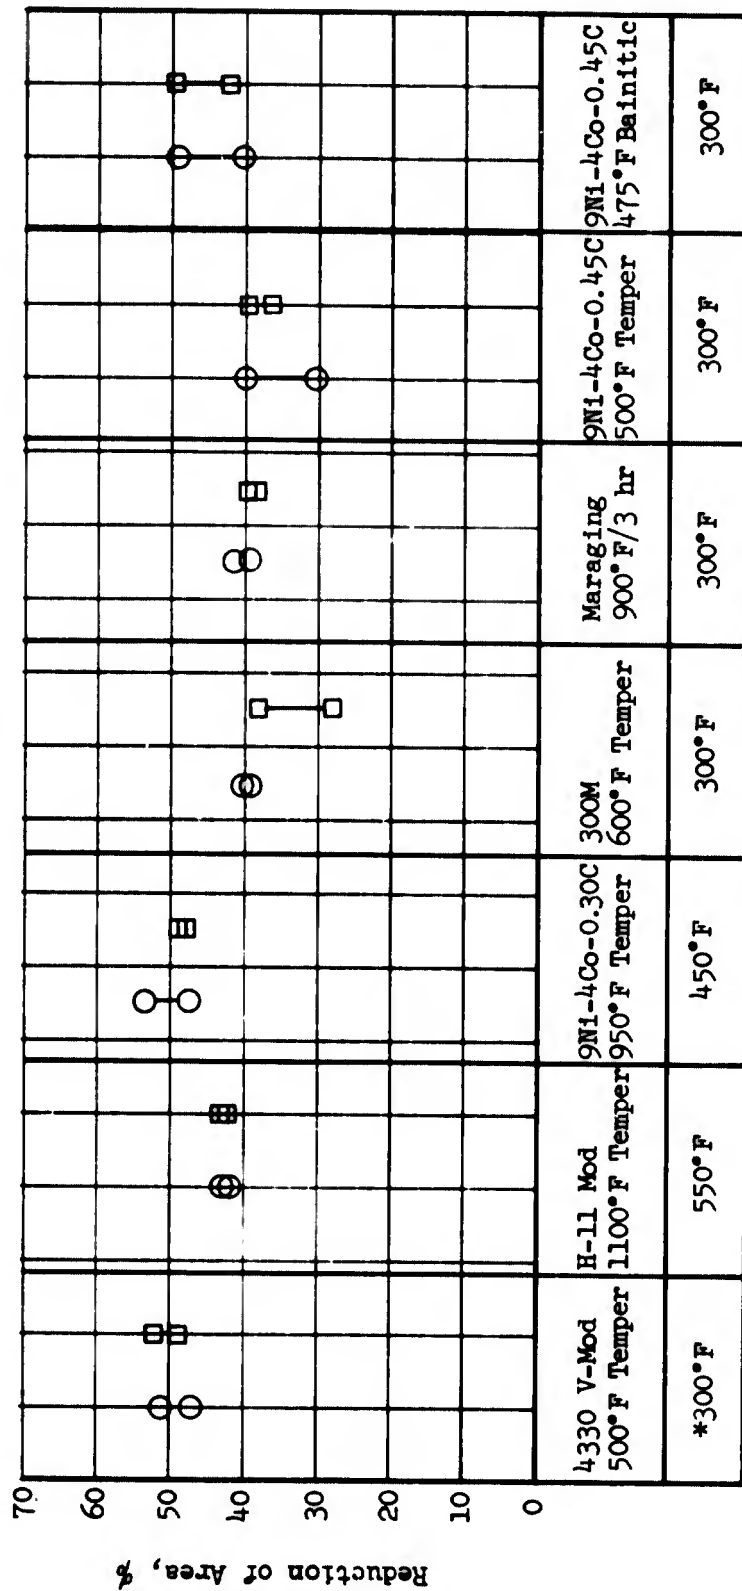 Reduction of Area, %
70
60
50
40
30
20
10
0
4330 V-Mod
500°F Temper
*300°F
H-11 Mod
1100°F Temper
550°F
9Ni-4Co-0.30C
950°F Temper
450°F
300M
600°F Temper
300°F
Maraging
900°F/3 hr
300°F
9Ni-4Co-0.45C
500°F Temper
300°F
9Ni-4Co-0.45C
475°F Bainitic
300°F